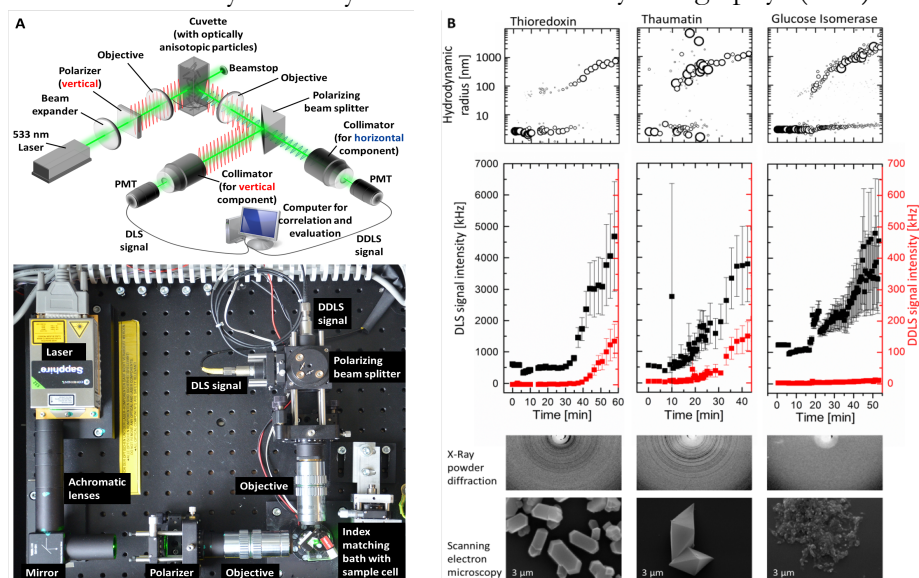 A
Cuvette
(with optically
anisotropic particles)
Objective
Beamstop
Polarizer
(vertical)
Objective
Beam
expander
Polarizing
beam splitter
533 nm
Laser
Collimator
(for horizontal
component)
PMT
Collimator
(for vertical
component)
PMT
DLS
signal
Computer for
correlation and
evaluation
DDLS
signal
DDLS
signal
Laser
Sapphire
DLS signal
Polarizing
beam splitter
Achromatic
lenses
Objective
Index
matching
bath with
sample cell
Mirror
Polarizer
Objective
B
Thioredoxin
Thaumatin
Glucose Isomerase
Hydrodynamic
radius [nm]
1000
100
10
DLS signal intensity [kHz]
7000
6000
5000
4000
3000
2000
1000
0
0 10 20 30 40 50 60
Time [min]
0 10 20 30 40
Time [min]
0 10 20 30 40 50
Time [min]
700
600
500
400
300
200
100
0
DDLS signal intensity [kHz]
X-Ray
powder
diffraction
Scanning
electron
microscopy
3 µm
3 µm
3 µm